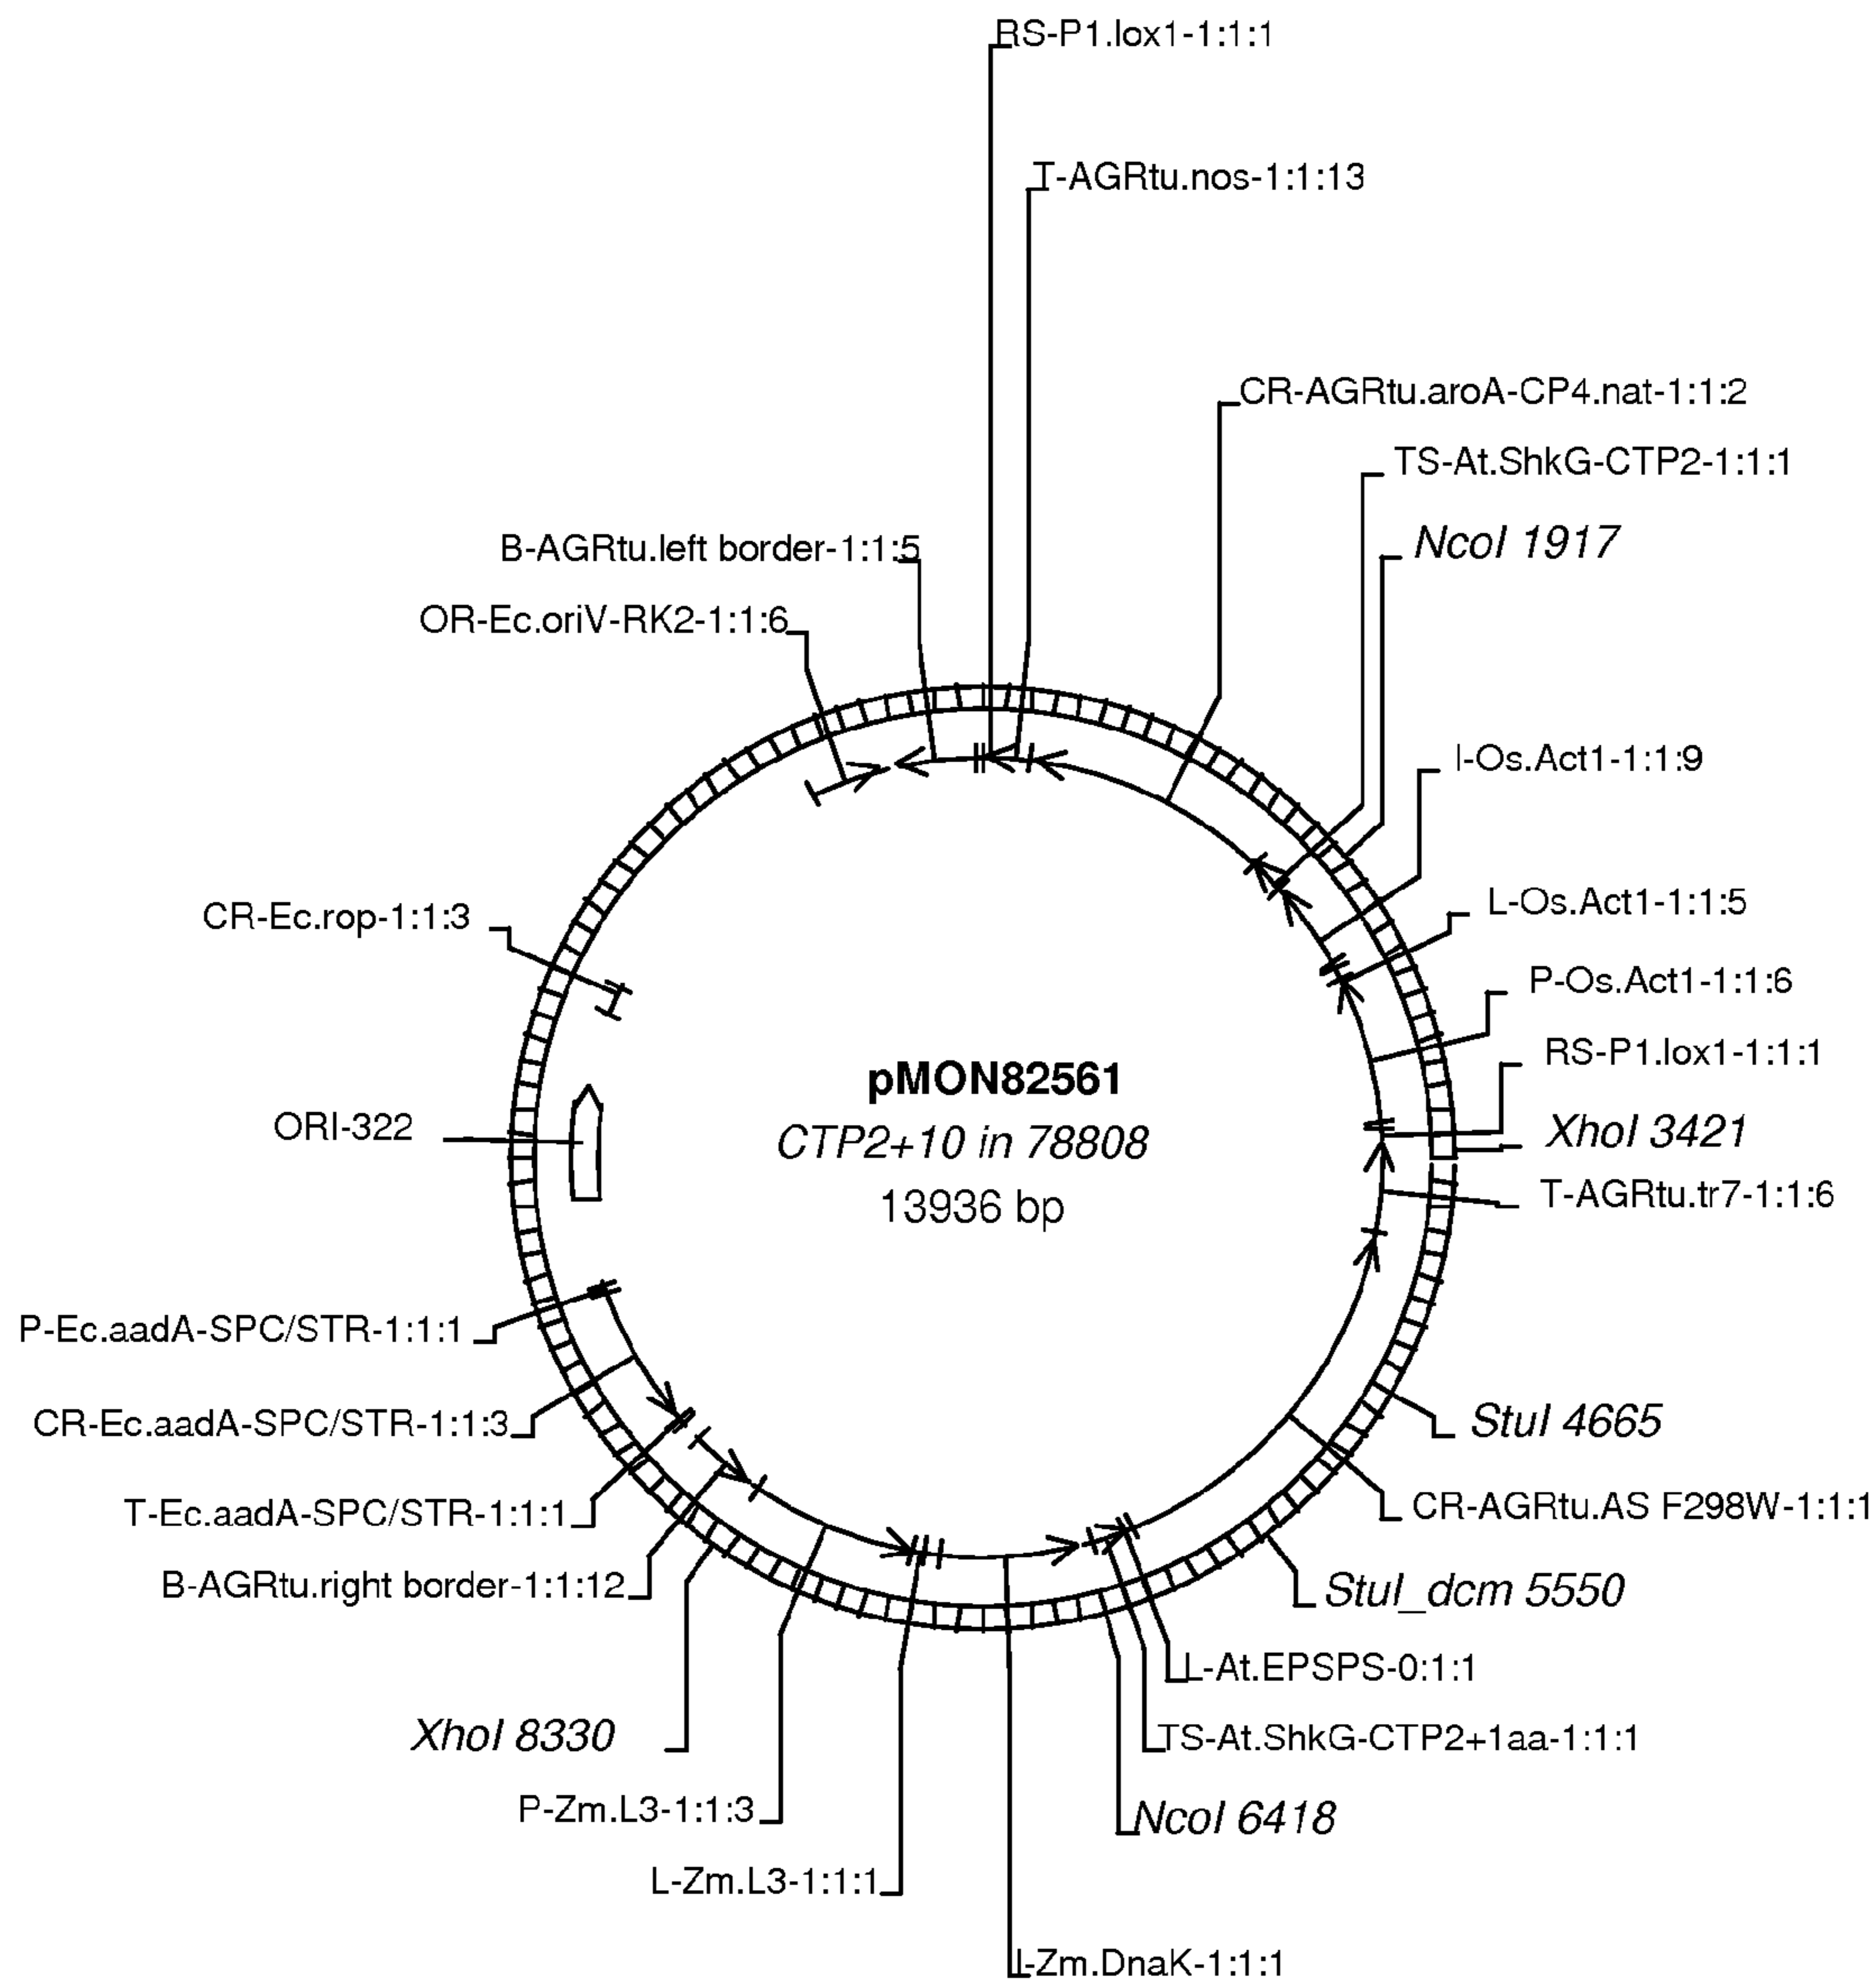 RS-P1.lox1-1:1:1
T-AGRtu.nos-1:1:13
CR-AGRtu.aroA-CP4.nat-1:1:2
TS-At.ShkG-CTP2-1:1:1
NcoI 1917
B-AGRtu.left border-1:1:5
OR-Ec.oriV-RK2-1:1:6
I-Os.Act1-1:1:9
L-Os.Act1-1:1:5
CR-Ec.rop-1:1:3
P-Os.Act1-1:1:6
RS-P1.lox1-1:1:1
pMON82561
ORI-322
XhoI 3421
CTP2+10 in 78808
T-AGRtu.tr7-1:1:6
13936 bp
P-Ec.aadA-SPC/STR-1:1:1
CR-Ec.aadA-SPC/STR-1:1:3
StuI 4665
T-Ec.aadA-SPC/STR-1:1:1
CR-AGRtu.AS F298W-1:1:1
B-AGRtu.right border-1:1:12
StuI_dcm 5550
L-At.EPSPS-0:1:1
XhoI 8330
TS-At.ShkG-CTP2+1aa-1:1:1
P-Zm.L3-1:1:3
NcoI 6418
L-Zm.L3-1:1:1
I-Zm.DnaK-1:1:1